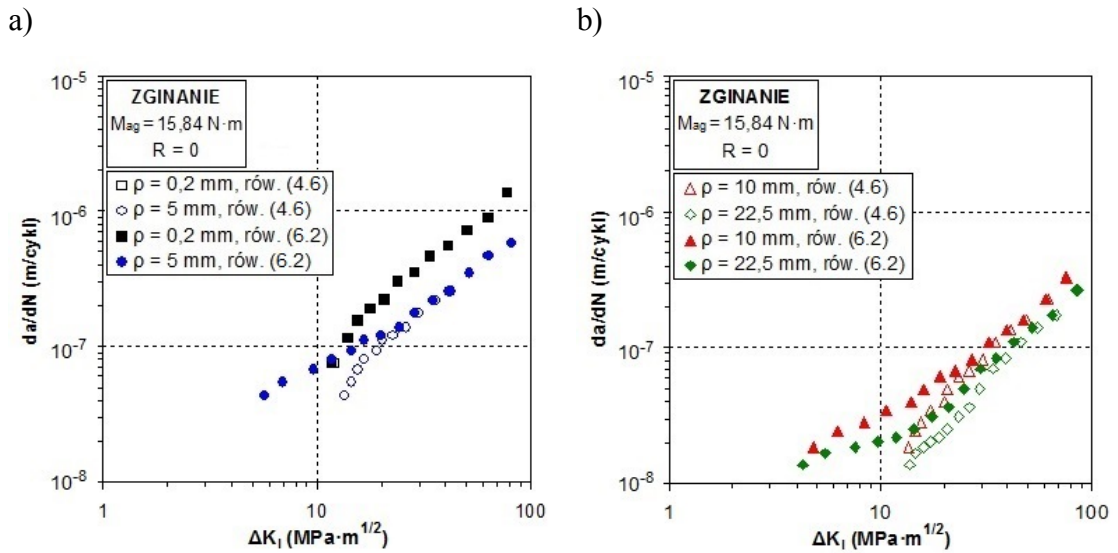 a)
b)
10⁻⁵
ZGINANIE
Mag = 15,84 N·m
R = 0
ρ = 0,2 mm, rów. (4.6)
ρ = 5 mm, rów. (4.6)
ρ = 0,2 mm, rów. (6.2)
ρ = 5 mm, rów. (6.2)
10⁻⁶
da/dN (m/cykl)
10⁻⁷
10⁻⁸
1
10
100
ΔK_I (MPa·m^1/2)
10⁻⁵
ZGINANIE
Mag = 15,84 N·m
R = 0
ρ = 10 mm, rów. (4.6)
ρ = 22,5 mm, rów. (4.6)
ρ = 10 mm, rów. (6.2)
ρ = 22,5 mm, rów. (6.2)
10⁻⁶
da/dN (m/cykl)
10⁻⁷
10⁻⁸
1
10
100
ΔK_I (MPa·m^1/2)